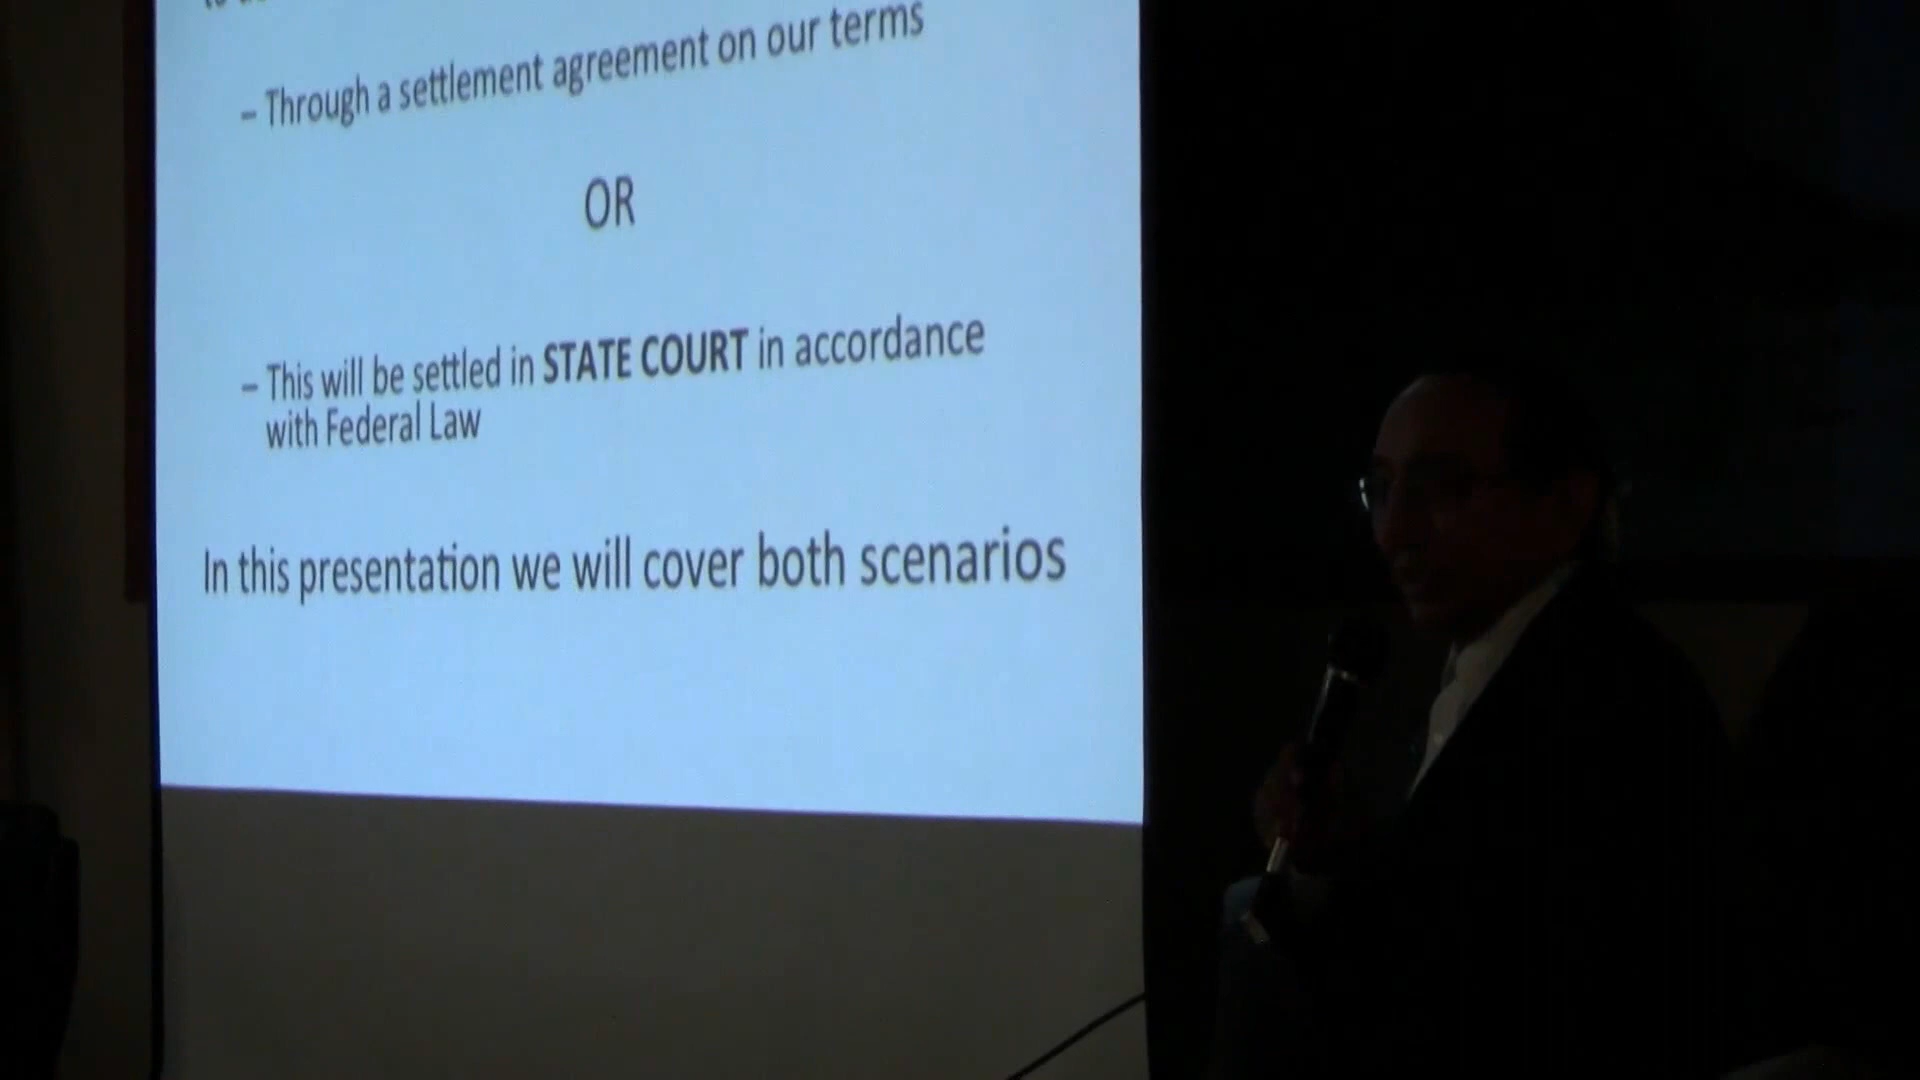 – Through a settlement agreement on our terms
OR
– This will be settled in STATE COURT in accordance
with Federal Law
In this presentation we will cover both scenarios